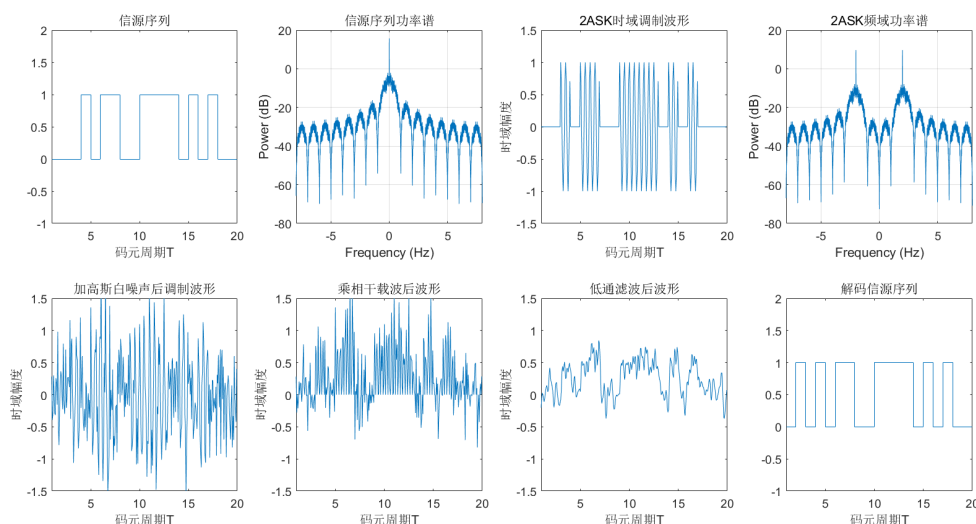 信源序列
2
1.5
1
0.5
0
-0.5
-1
5 10 15 20
码元周期T
信源序列功率谱
20
0
-20
-40
-60
-80
Power (dB)
-5 0 5
Frequency (Hz)
2ASK时域调制波形
1.5
1
0.5
0
-0.5
-1
-1.5
时域幅度
5 10 15 20
码元周期T
2ASK频域功率谱
20
0
-20
-40
-60
-80
Power (dB)
-5 0 5
Frequency (Hz)
加高斯白噪声后调制波形
1.5
1
0.5
0
-0.5
-1
-1.5
时域幅度
5 10 15 20
码元周期T
乘相干载波后波形
1.5
1
0.5
0
-0.5
-1
-1.5
时域幅度
5 10 15 20
码元周期T
低通滤波后波形
1.5
1
0.5
0
-0.5
-1
-1.5
时域幅度
5 10 15 20
码元周期T
解码信源序列
2
1.5
1
0.5
0
-0.5
-1
5 10 15 20
码元周期T